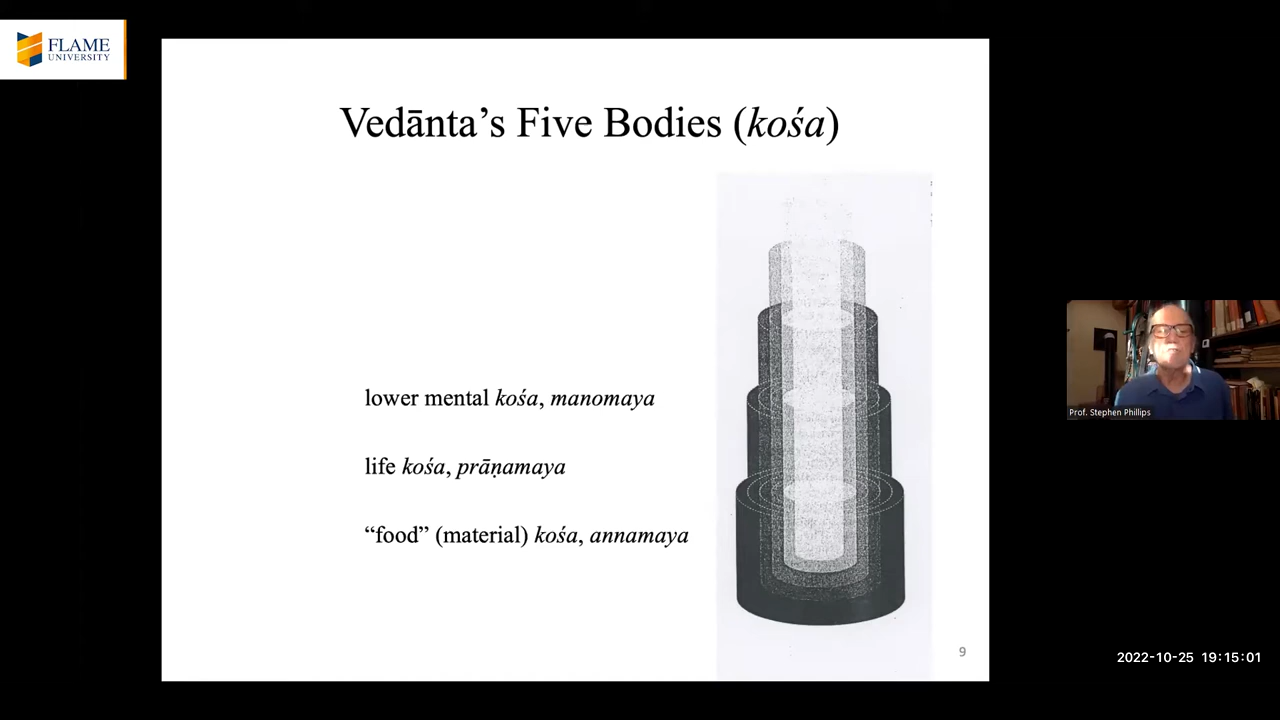 FLAME
UNIVERSITY
Vedānta’s Five Bodies (kośa)
lower mental kośa, manomaya
life kośa, prāṇamaya
“food” (material) kośa, annamaya
9
Prof. Stephen Phillips
2022-10-25 19:15:01